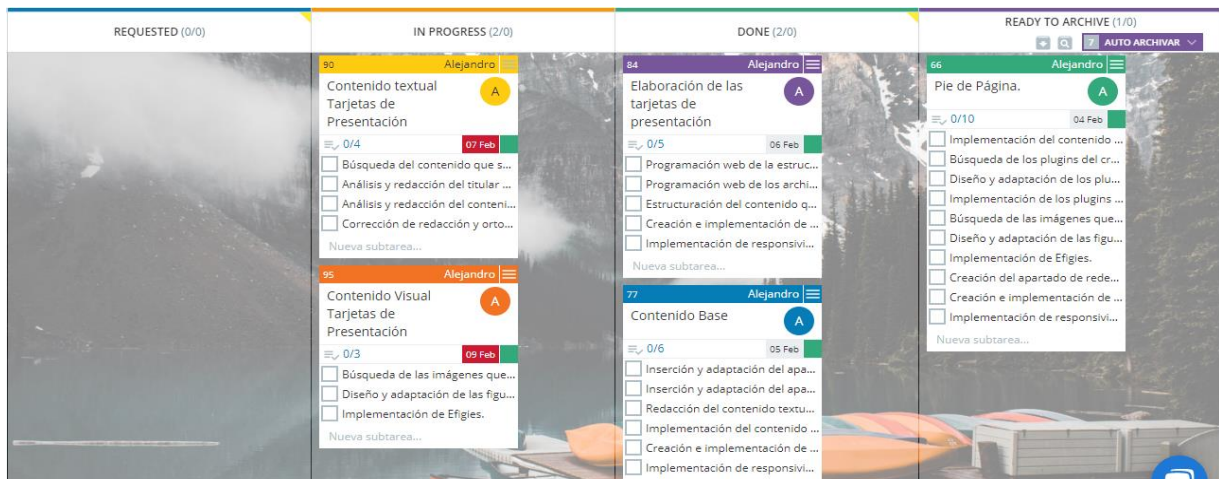 REQUESTED (0/0)
IN PROGRESS (2/0)
90 Alejandro
Contenido textual
Tarjetas de
Presentación
A
0/4 07 Feb
Búsqueda del contenido que s...
Análisis y redacción del titular ...
Análisis y redacción del conteni...
Corrección de redacción y orto...
Nueva subtarea...
95 Alejandro
Contenido Visual
Tarjetas de
Presentación
A
0/3 09 Feb
Búsqueda de las imágenes que...
Diseño y adaptación de las figu...
Implementación de Efigies.
Nueva subtarea...
DONE (2/0)
84 Alejandro
Elaboración de las
tarjetas de
presentación
A
0/5 06 Feb
Programación web de la estruc...
Programación web de los archi...
Estructuración del contenido q...
Creación e implementación de ...
Implementación de responsivi...
Nueva subtarea...
77 Alejandro
Contenido Base
A
0/6 05 Feb
Inserción y adaptación del apa...
Inserción y adaptación del apa...
Redacción del contenido textu...
Implementación del contenido ...
Creación e implementación de ...
Implementación de responsivi...
READY TO ARCHIVE (1/0)
7 AUTO ARCHIVAR
66 Alejandro
Pie de Página.
A
0/10 04 Feb
Implementación del contenido ...
Búsqueda de los plugins del cr...
Diseño y adaptación de los plu...
Implementación de los plugins ...
Búsqueda de las imágenes que...
Diseño y adaptación de las figu...
Implementación de Efigies.
Creación del apartado de rede...
Creación e implementación de ...
Implementación de responsivi...
Nueva subtarea...